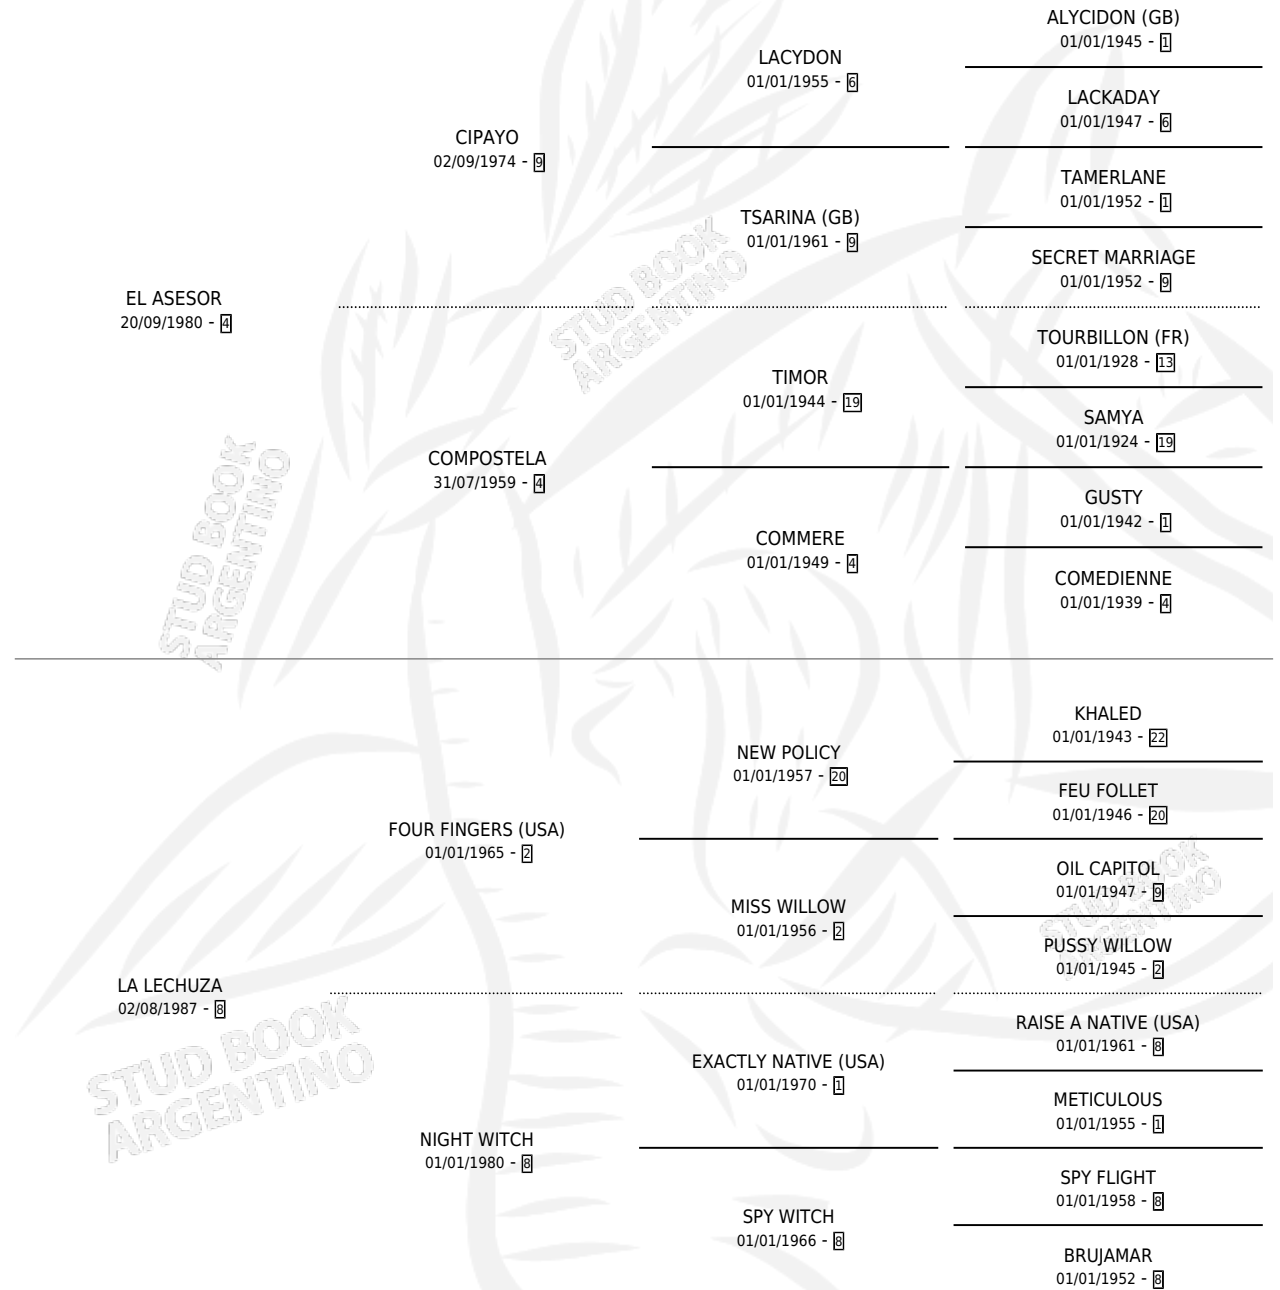 ALYCIDON (GB)
01/01/1945 - 1
LACYDON
01/01/1955 - 6
LACKADAY
01/01/1947 - 6
CIPAYO
02/09/1974 - 9
TAMERLANE
01/01/1952 - 1
TSARINA (GB)
01/01/1961 - 9
SECRET MARRIAGE
01/01/1952 - 9
EL ASESOR
20/09/1980 - 4
TOURBILLON (FR)
01/01/1928 - 13
TIMOR
01/01/1944 - 19
SAMYA
01/01/1924 - 19
COMPOSTELA
31/07/1959 - 4
GUSTY
01/01/1942 - 1
COMMERE
01/01/1949 - 4
COMEDIENNE
01/01/1939 - 4
KHALED
01/01/1943 - 22
NEW POLICY
01/01/1957 - 20
FEU FOLLET
01/01/1946 - 20
FOUR FINGERS (USA)
01/01/1965 - 2
OIL CAPITOL
01/01/1947 - 9
MISS WILLOW
01/01/1956 - 2
PUSSY WILLOW
01/01/1945 - 2
LA LECHUZA
02/08/1987 - 8
RAISE A NATIVE (USA)
01/01/1961 - 8
EXACTLY NATIVE (USA)
01/01/1970 - 1
METICULOUS
01/01/1955 - 1
NIGHT WITCH
01/01/1980 - 8
SPY FLIGHT
01/01/1958 - 8
SPY WITCH
01/01/1966 - 8
BRUJAMAR
01/01/1952 - 8
STUD BOOK
ARGENTINO
STUD BOOK
ARGENTINO
STUD BOOK
ARGENTINO
STUD BOOK
ARGENTINO